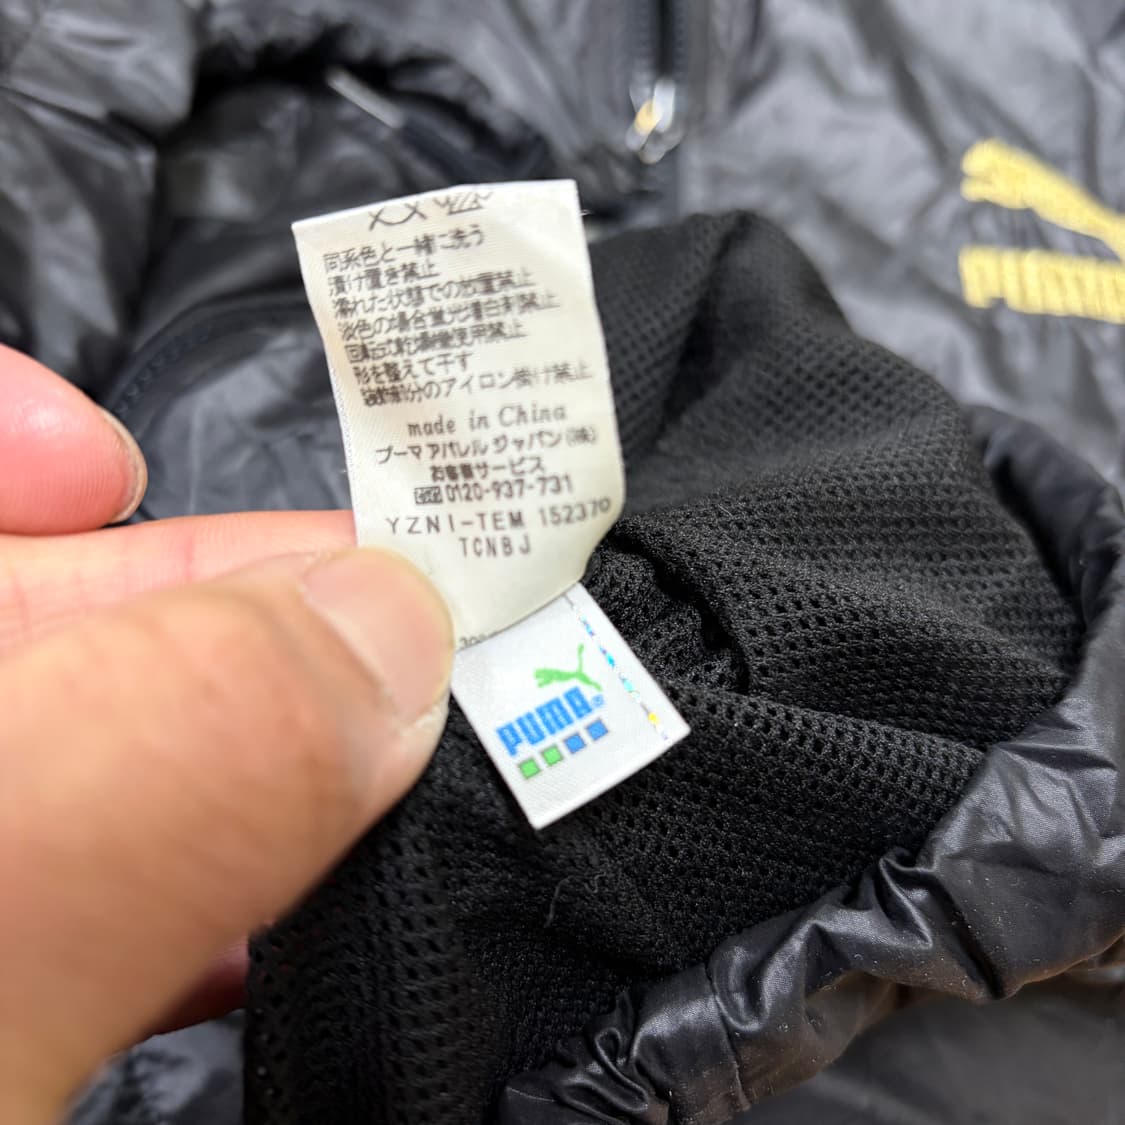 同系色と一緒に洗う
漬け置き禁止
濡れた状態での放置禁止
淡色の場合蛍光増白剤禁止
回転式乾燥機使用禁止
形を整えて干す
装飾部分のアイロン掛け禁止
made in China
プーマ アパレル ジャパン(株)
お客様サービス
0120-937-731
YZNI-TEM 152370
TCNBJ
PUMA
PUMA